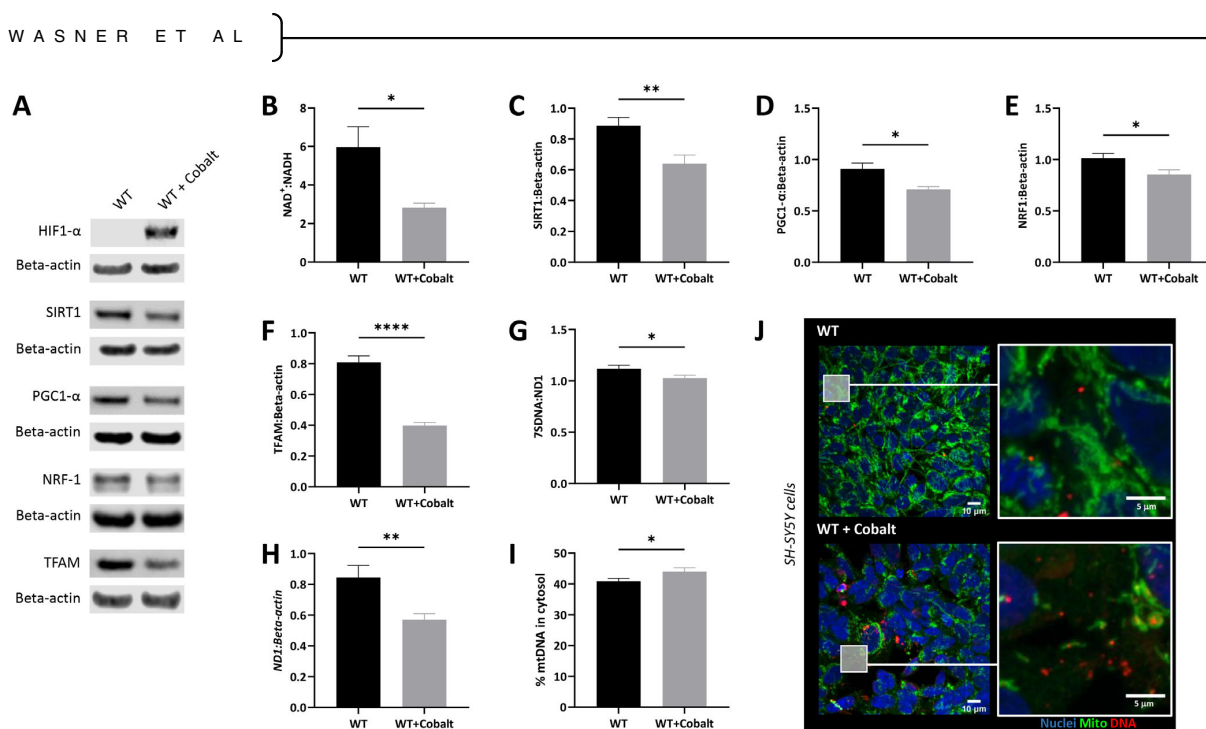 WASNER ET AL
A
WT
WT + Cobalt
HIF1-α
Beta-actin
SIRT1
Beta-actin
PGC1-α
Beta-actin
NRF-1
Beta-actin
TFAM
Beta-actin
B
*
NAD⁺:NADH
8
6
4
2
0
WT
WT+Cobalt
C
**
SIRT1:Beta-actin
1.0
0.8
0.6
0.4
0.2
0.0
WT
WT+Cobalt
D
*
PGC1-α:Beta-actin
1.5
1.0
0.5
0.0
WT
WT+Cobalt
E
*
NRF1:Beta-actin
1.5
1.0
0.5
0.0
WT
WT+Cobalt
F
****
TFAM:Beta-actin
1.0
0.8
0.6
0.4
0.2
0.0
WT
WT+Cobalt
G
*
7SDNA:ND1
1.5
1.0
0.5
0.0
WT
WT+Cobalt
H
**
ND1:Beta-actin
1.0
0.8
0.6
0.4
0.2
0.0
WT
WT+Cobalt
I
*
% mtDNA in cytosol
50
40
30
20
10
0
WT
WT+Cobalt
J
SH-SY5Y cells
WT
10 µm
5 µm
WT + Cobalt
10 µm
5 µm
Nuclei Mito DNA